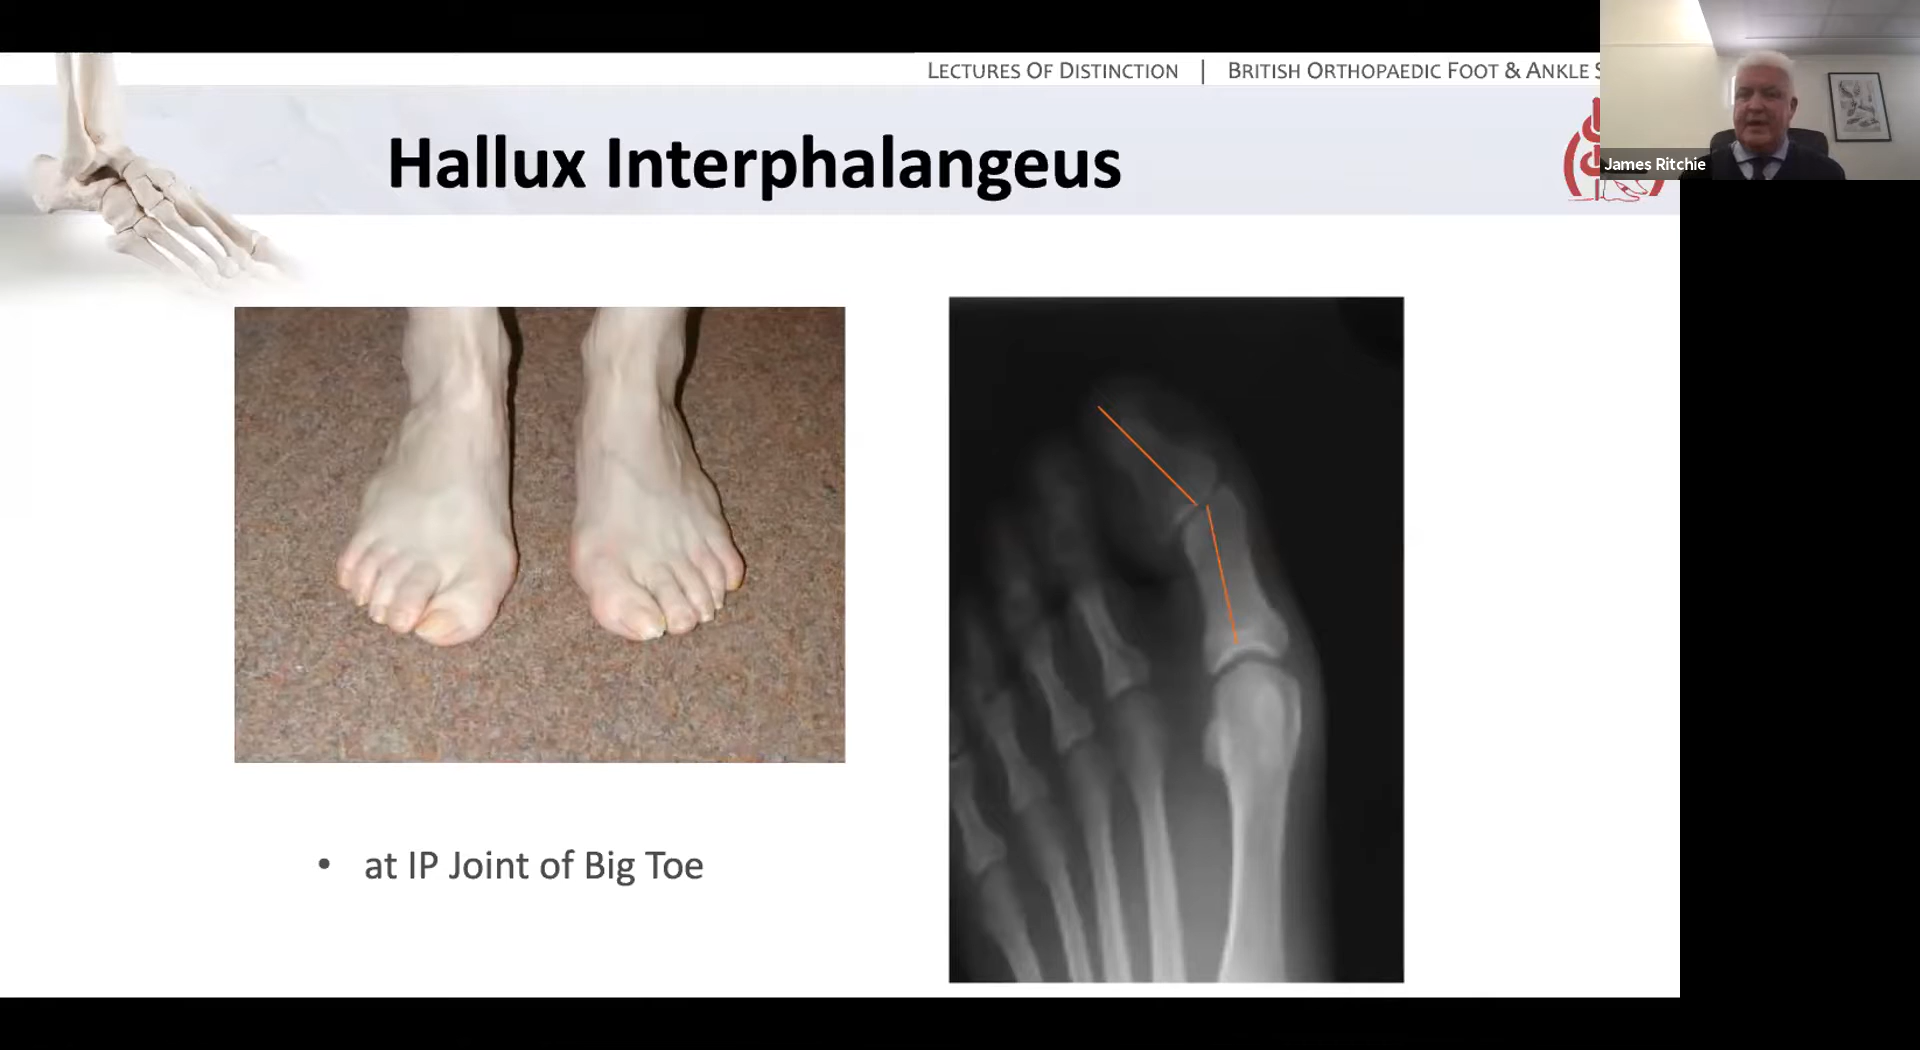 LECTURES OF DISTINCTION | BRITISH ORTHOPAEDIC FOOT & ANKLE
Hallux Interphalangeus
James Ritchie
• at IP Joint of Big Toe